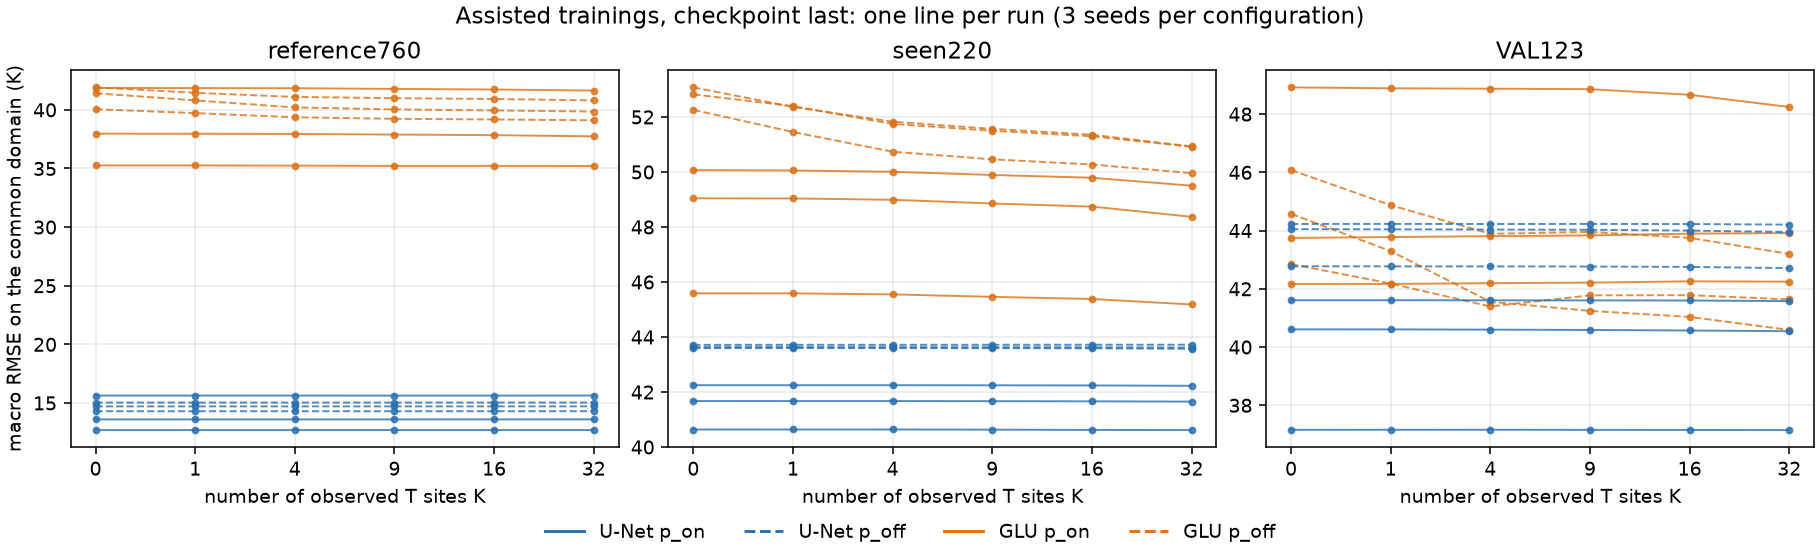 Assisted trainings, checkpoint last: one line per run (3 seeds per configuration)
reference760
seen220
VAL123
macro RMSE on the common domain (K)
40
35
30
25
20
15
0 1 4 9 16 32
number of observed T sites K
52
50
48
46
44
42
40
0 1 4 9 16 32
number of observed T sites K
48
46
44
42
40
38
0 1 4 9 16 32
number of observed T sites K
U-Net p_on U-Net p_off GLU p_on GLU p_off